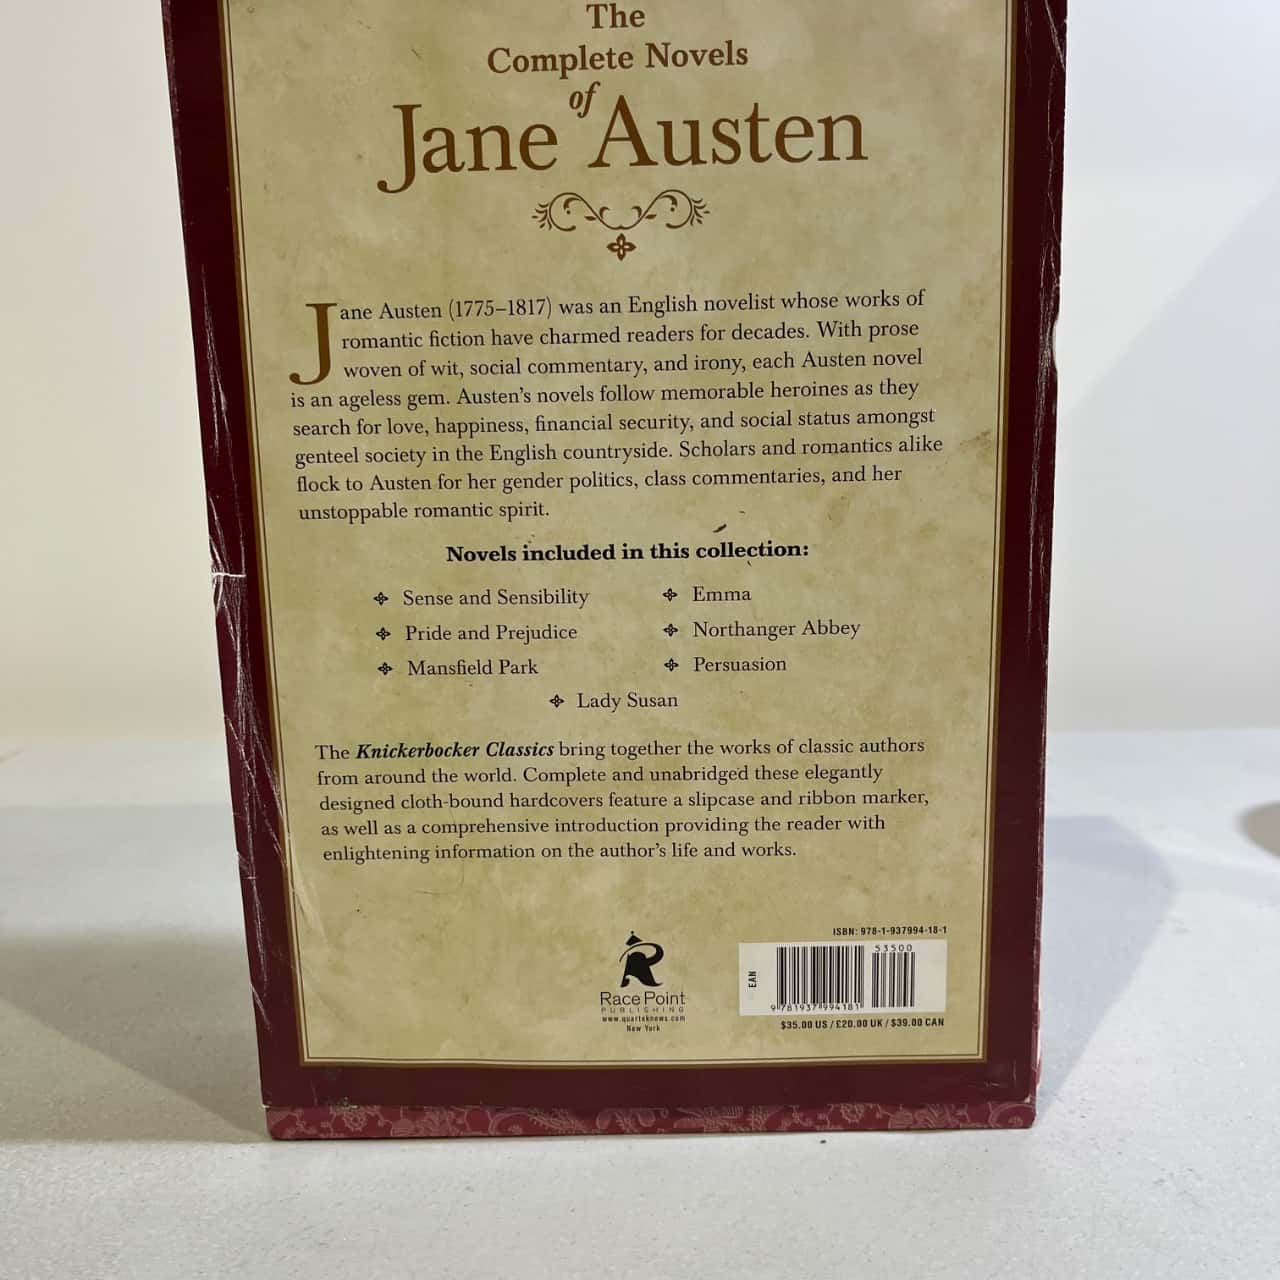 The
Complete Novels
of
Jane Austen
Jane Austen (1775–1817) was an English novelist whose works of
romantic fiction have charmed readers for decades. With prose
woven of wit, social commentary, and irony, each Austen novel
is an ageless gem. Austen's novels follow memorable heroines as they
search for love, happiness, financial security, and social status amongst
genteel society in the English countryside. Scholars and romantics alike
flock to Austen for her gender politics, class commentaries, and her
unstoppable romantic spirit.
Novels included in this collection:
Sense and Sensibility
Pride and Prejudice
Mansfield Park
Emma
Northanger Abbey
Persuasion
Lady Susan
The Knickerbocker Classics bring together the works of classic authors
from around the world. Complete and unabridged these elegantly
designed cloth-bound hardcovers feature a slipcase and ribbon marker,
as well as a comprehensive introduction providing the reader with
enlightening information on the author's life and works.
R
Race Point
PUBLISHING
www.quarteknows.com
New York
ISBN: 978-1-937994-18-1
53500
EAN
9 781937 994181
$35.00 US / £20.00 UK / $39.00 CAN